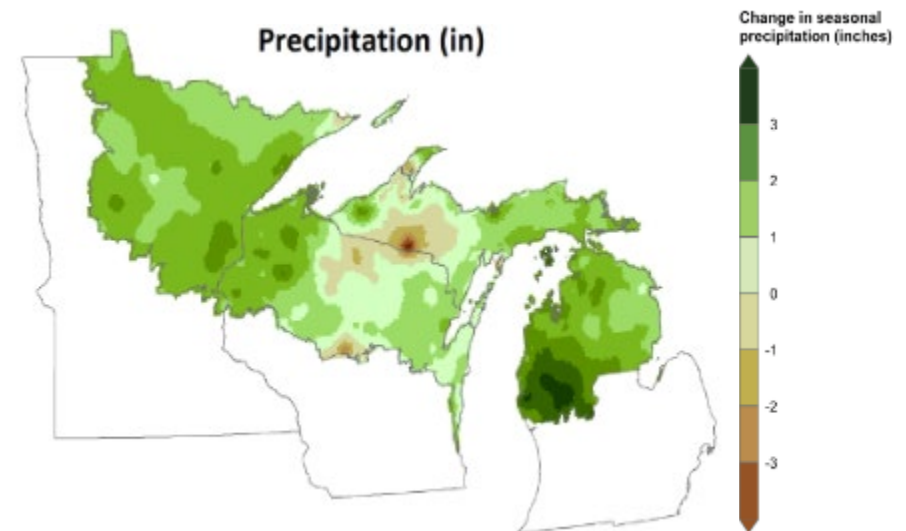 Precipitation (in)
Change in seasonal
precipitation (inches)
3
2
1
0
-1
-2
-3